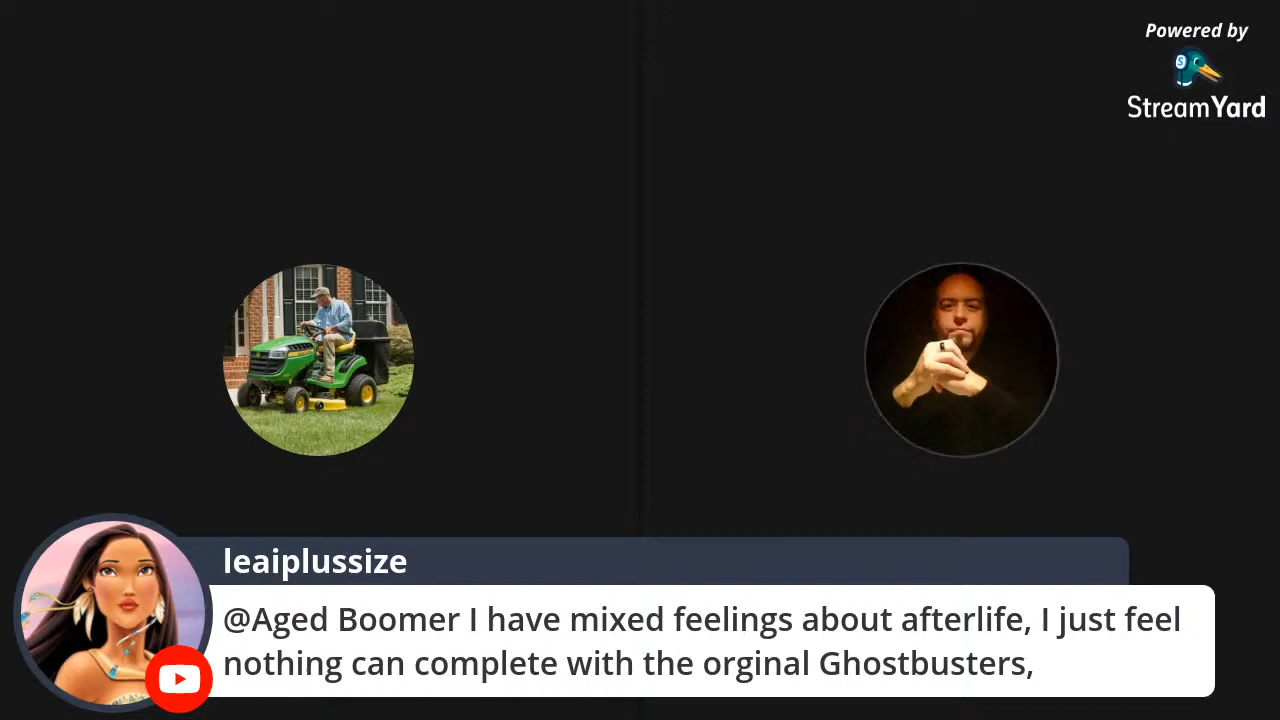 Powered by
StreamYard
leaiplussize
@Aged Boomer I have mixed feelings about afterlife, I just feel
nothing can complete with the orginal Ghostbusters,